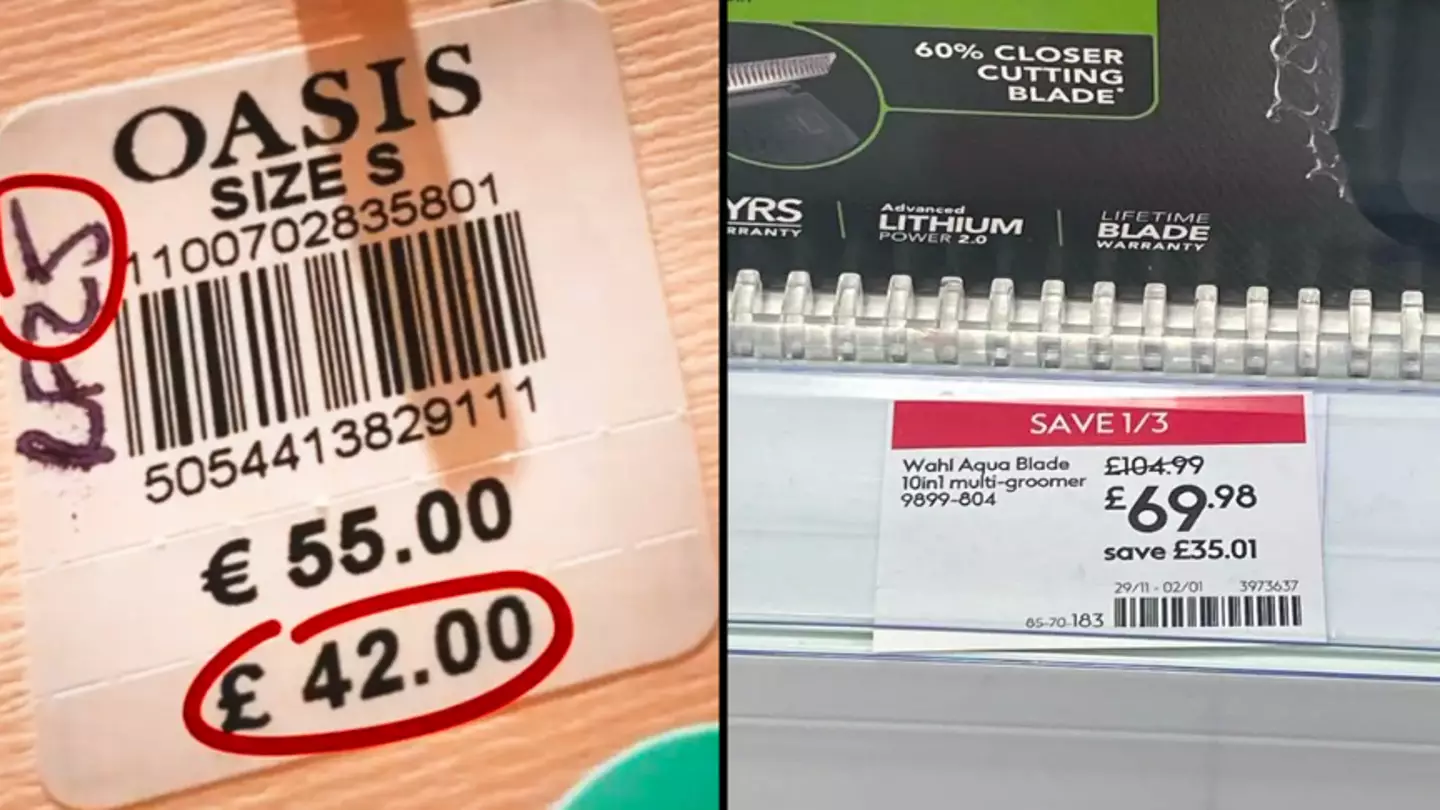 OASIS
SIZE S
1100702835801
5054413829111
€ 55.00
£ 42.00
60% CLOSER
CUTTING
BLADE*
YRS
RRANTY
Advanced
LITHIUM
POWER 2.0
LIFETIME
BLADE
WARRANTY
SAVE 1/3
Wahl Aqua Blade
10in1 multi-groomer
9899-804
£104.99
£69.98
save £35.01
29/11 - 02/01 3973637
85-70-183